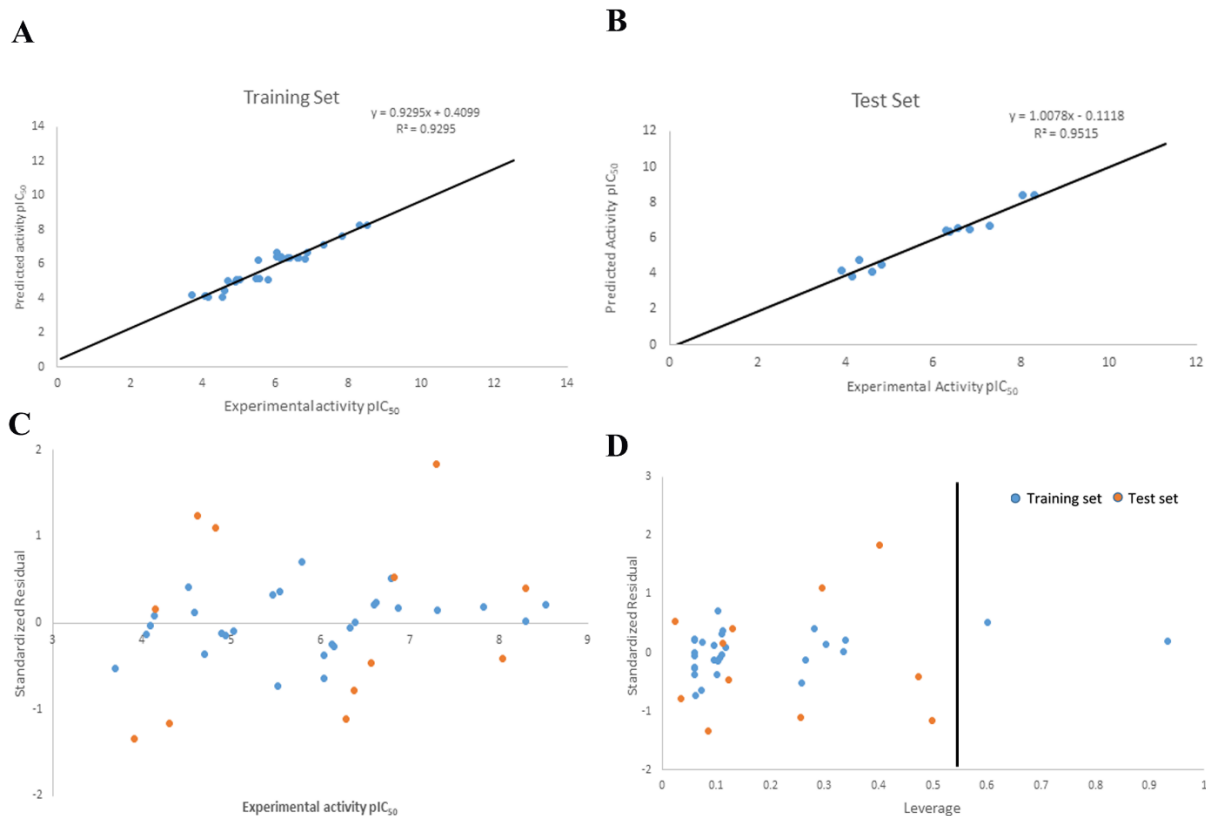 A
Training Set
y = 0.9295x + 0.4099
R² = 0.9295
14
12
10
8
6
4
2
0
0 2 4 6 8 10 12 14
Predicted activity pIC₅₀
Experimental activity pIC₅₀
B
Test Set
y = 1.0078x - 0.1118
R² = 0.9515
12
10
8
6
4
2
0
0 2 4 6 8 10 12
Predicted Activity pIC₅₀
Experimental Activity pIC₅₀
C
2
1
0
-1
-2
3 4 5 6 7 8 9
Standardized Residual
Experimental activity pIC₅₀
D
3
2
1
0
-1
-2
0 0.1 0.2 0.3 0.4 0.5 0.6 0.7 0.8 0.9 1
Training set Test set
Standardized Residual
Leverage